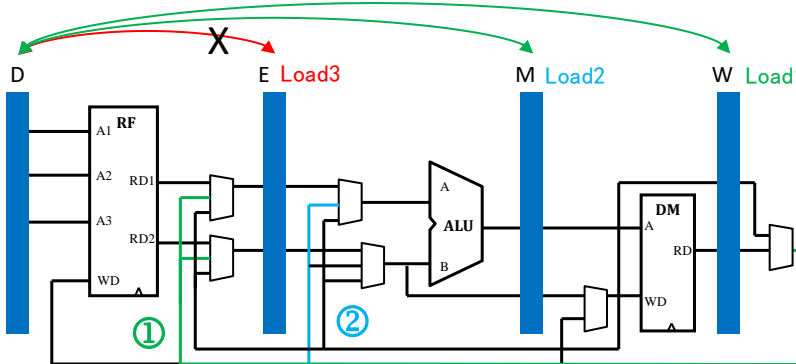 X
D
E Load3
M Load2
W Load
RF
A1
A2
A3
WD
RD1
RD2
A
B
ALU
DM
A
RD
WD
①
②